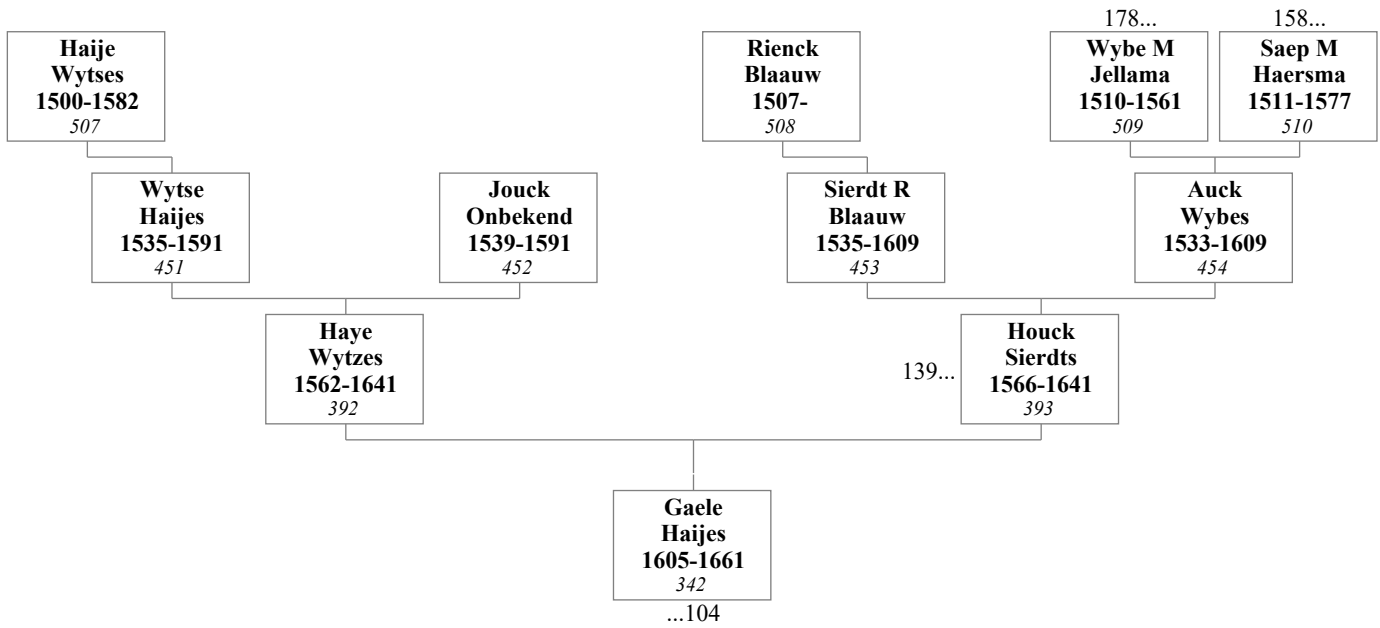 178...
158...
Haije
Wytses
1500-1582
507
Rienck
Blaauw
1507-
508
Wybe M
Jellama
1510-1561
509
Saep M
Haersma
1511-1577
510
Wytse
Haijes
1535-1591
451
Jouck
Onbekend
1539-1591
452
Sierdt R
Blaauw
1535-1609
453
Auck
Wybes
1533-1609
454
Haye
Wytzes
1562-1641
392
139...
Houck
Sierdts
1566-1641
393
Gaele
Haijes
1605-1661
342
...104